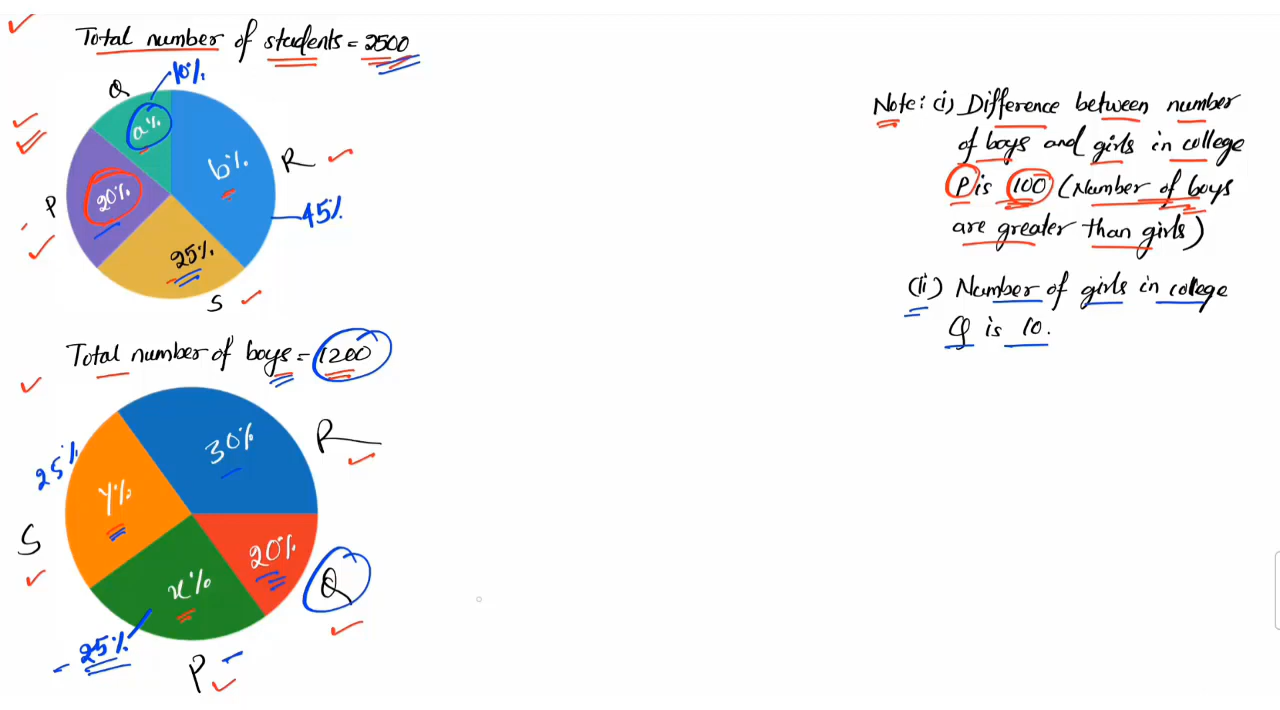 Total number of students = 2500
Q
10%
a%
b%
R
P
20%
45%
25%
S
Total number of boys = 1200
30%
R
25%
Y%
S
20%
Q
x%
25%
P
Note: (i) Difference between number
of boys and girls in college
P is 100 (Number of boys
are greater than girls)
(ii) Number of girls in college
Q is 10.